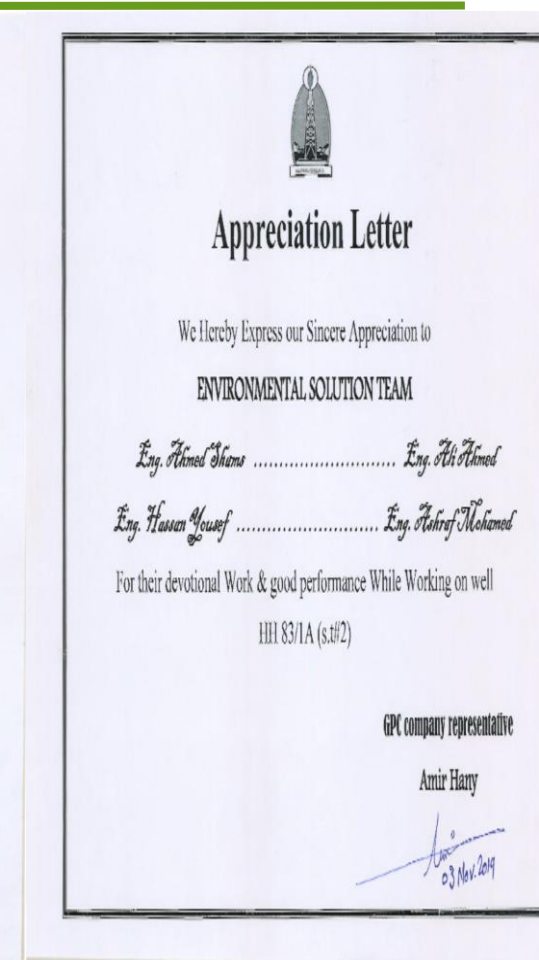 Appreciation Letter
We Hereby Express our Sincere Appreciation to
ENVIRONMENTAL SOLUTION TEAM
Eng. Ahmed Shams ............................ Eng. Ali Ahmed
Eng. Hassan Yousef ............................ Eng. Ashraf Mohamed
For their devotional Work & good performance While Working on well
HH 83/1A (s.t#2)
GPC company representative
Amir Hany
03 Nov. 2019